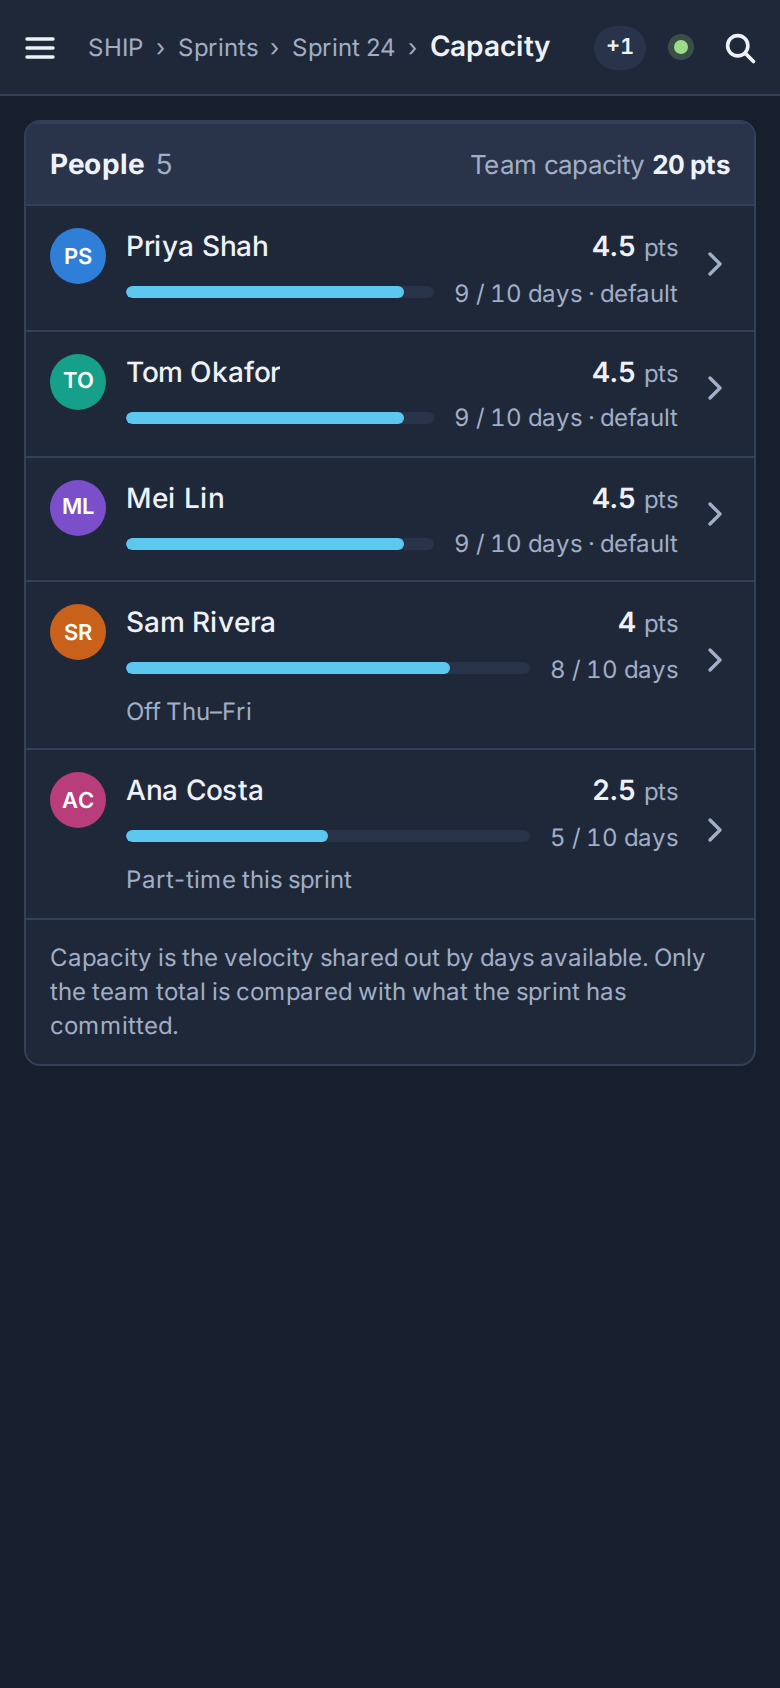 SHIP › Sprints › Sprint 24 › Capacity +1
People 5 Team capacity 20 pts
PS Priya Shah 4.5 pts
9 / 10 days · default
TO Tom Okafor 4.5 pts
9 / 10 days · default
ML Mei Lin 4.5 pts
9 / 10 days · default
SR Sam Rivera 4 pts
8 / 10 days
Off Thu–Fri
AC Ana Costa 2.5 pts
5 / 10 days
Part-time this sprint
Capacity is the velocity shared out by days available. Only
the team total is compared with what the sprint has
committed.